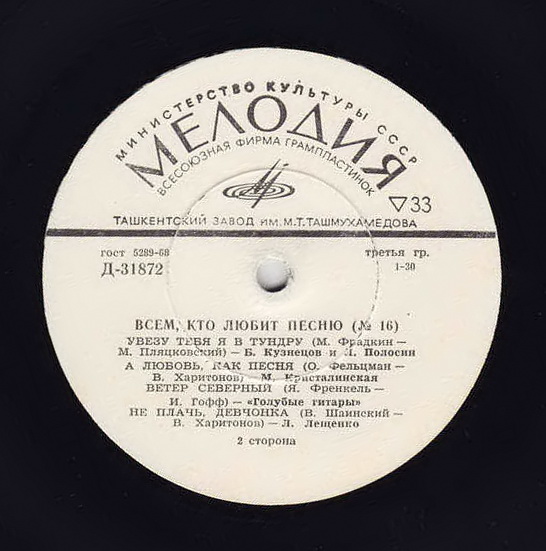 МИНИСТЕРСТВО КУЛЬТУРЫ СССР
МЕЛОДИЯ
ВСЕСОЮЗНАЯ ФИРМА ГРАМПЛАСТИНОК
▽33
ТАШКЕНТСКИЙ ЗАВОД ИМ. М.Т. ТАШМУХАМЕДОВА
гост 5289-68 третья гр.
Д-31872 1-30
ВСЕМ, КТО ЛЮБИТ ПЕСНЮ (№ 16)
УВЕЗУ ТЕБЯ Я В ТУНДРУ (М. Фрадкин —
М. Пляцковский) — Б. Кузнецов и Л. Полосин
А ЛЮБОВЬ, КАК ПЕСНЯ (О. Фельцман —
В. Харитонов) — М. Кристалинская
ВЕТЕР СЕВЕРНЫЙ (Я. Френкель —
И. Гофф) — «Голубые гитары»
НЕ ПЛАЧЬ, ДЕВЧОНКА (В. Шаинский —
В. Харитонов) — Л. Лещенко
2 сторона